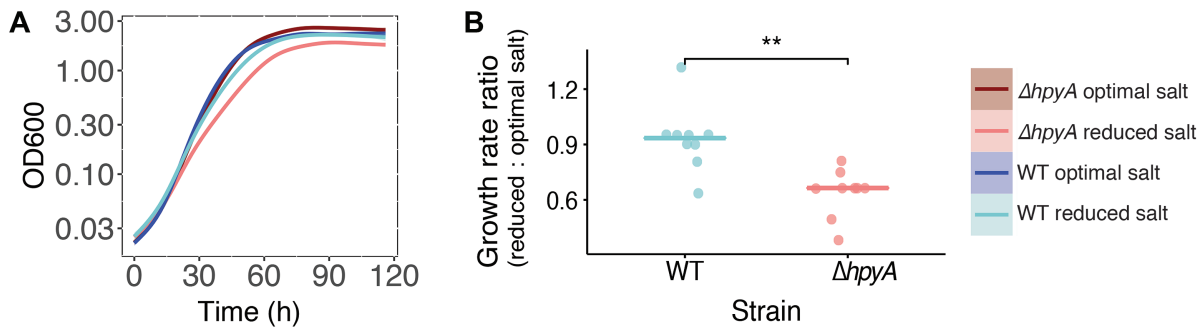 A
3.00
1.00
0.30
0.10
0.03
OD600
0 30 60 90 120
Time (h)
B
**
1.2
0.9
0.6
Growth rate ratio
(reduced : optimal salt)
WT ΔhpyA
Strain
ΔhpyA optimal salt
ΔhpyA reduced salt
WT optimal salt
WT reduced salt